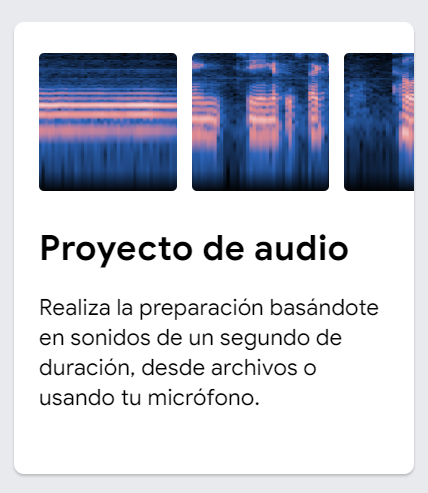 Proyecto de audio
Realiza la preparación basándote
en sonidos de un segundo de
duración, desde archivos o
usando tu micrófono.